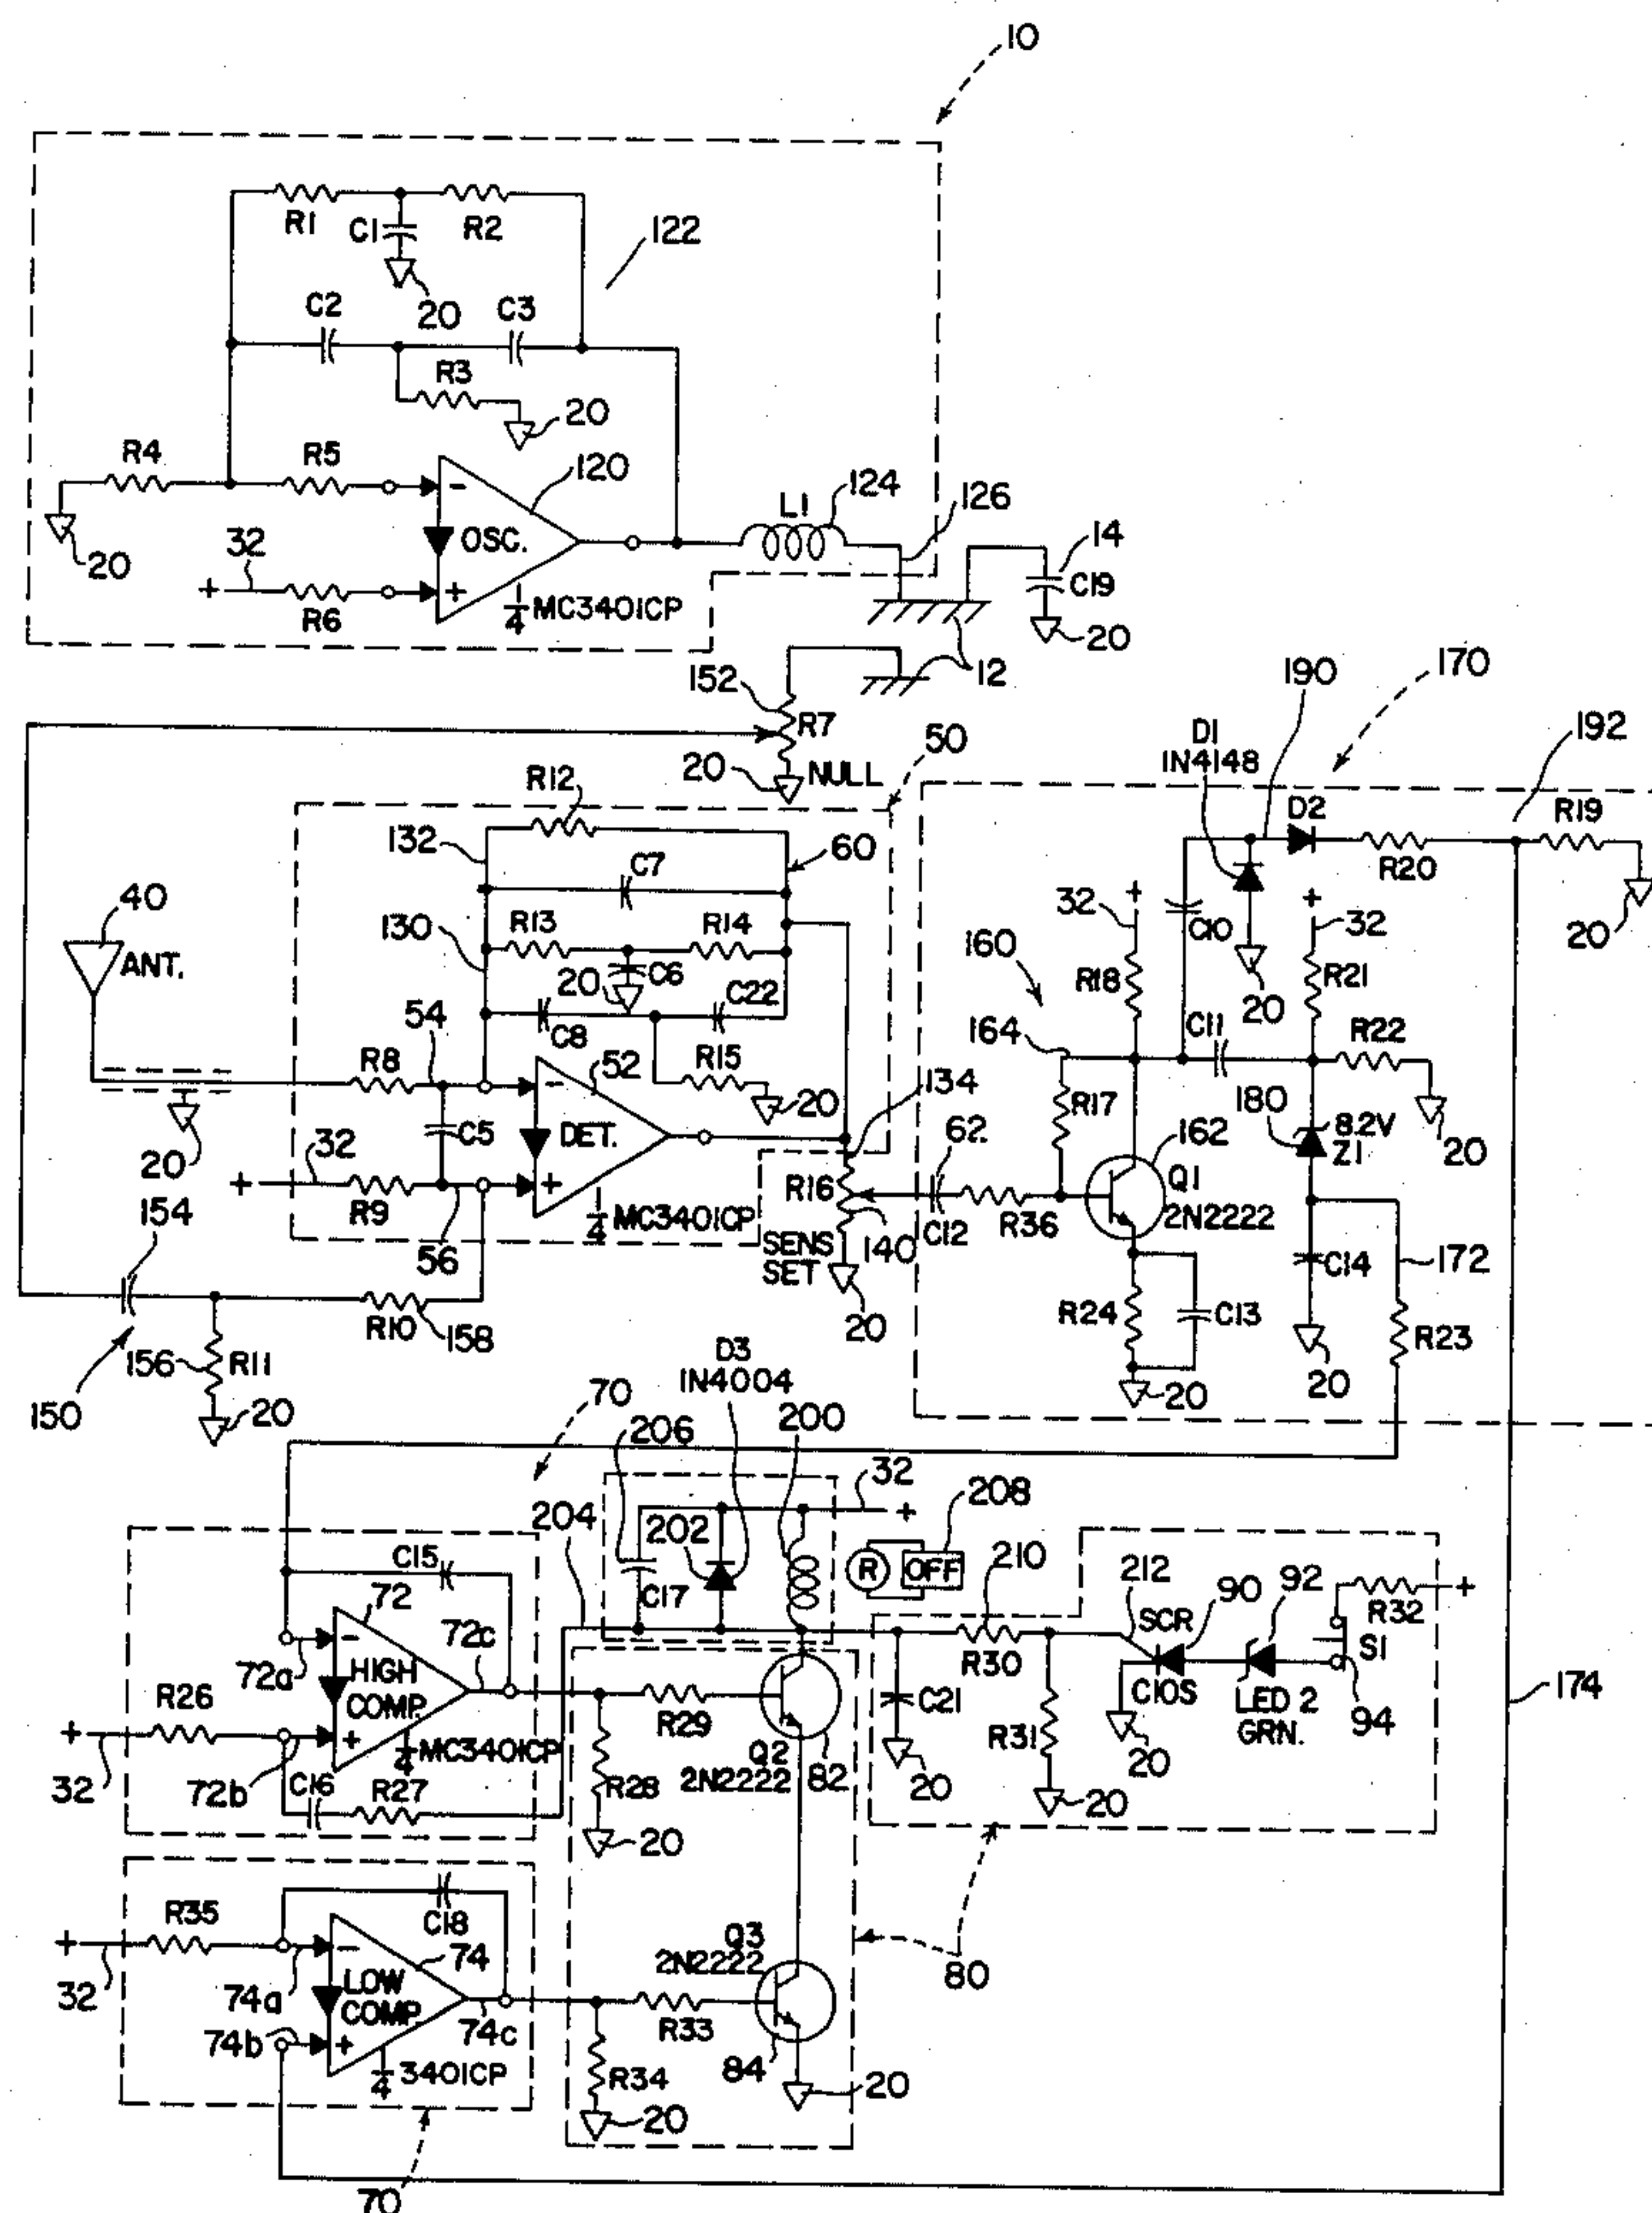 10
R1
C1
R2
122
20
C2
C3
R3
20
R4
R5
120
L1
124
126
14
20
32
+
-
OSC.
+
R6
1/4 MC3401CP
C19
20
12
152
R7
20
NULL
50
190
170
D1
1N4148
192
R12
132
60
C7
D2
R19
R20
40
ANT.
130
R13
R14
20
C6
C22
32
+
C10
+
32
20
160
R18
20
R21
54
C8
164
C11
R22
R8
52
R15
134
20
C5
-
DET.
+
R17
180
8.2V
Z1
20
20
+
32
R9
56
1/4 MC3401CP
R16
62
C12
R36
162
Q1
2N2222
154
SENS
SET
140
20
C14
172
R10
158
R24
C13
R23
156
R11
20
20
20
150
D3
1N4004
70
206
200
204
202
32
+
208
R
OFF
210
C15
72
C17
212
SCR
90
92
R32
+
-
HIGH
COMP.
+
72a
72c
R26
R30
C10S
LED 2
GRN.
S1
94
174
+
32
72b
1/4 MC3401CP
R29
Q2
2N2222
82
C21
R31
20
20
20
C16
R27
R28
20
R35
C18
+
32
74a
-
LOW
COMP.
+
74
74b
74c
Q3
2N2222
80
R33
84
1/4 3401CP
R34
20
20
70